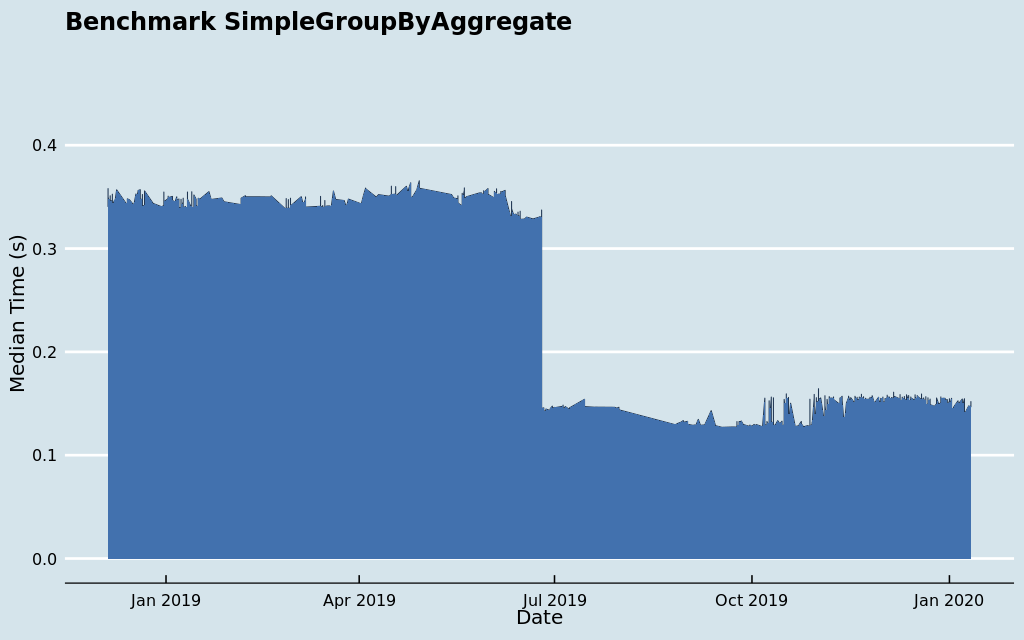 Benchmark SimpleGroupByAggregate
0.4
0.3
0.2
0.1
0.0
Median Time (s)
Jan 2019
Apr 2019
Jul 2019
Oct 2019
Jan 2020
Date